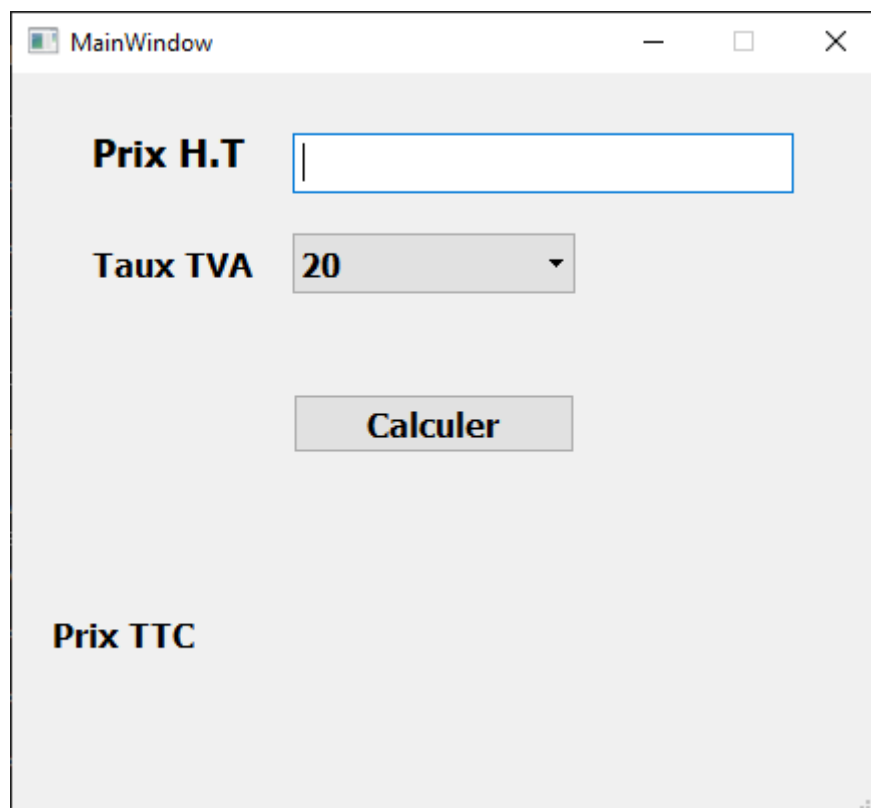 MainWindow
Prix H.T
Taux TVA 20
Calculer
Prix TTC